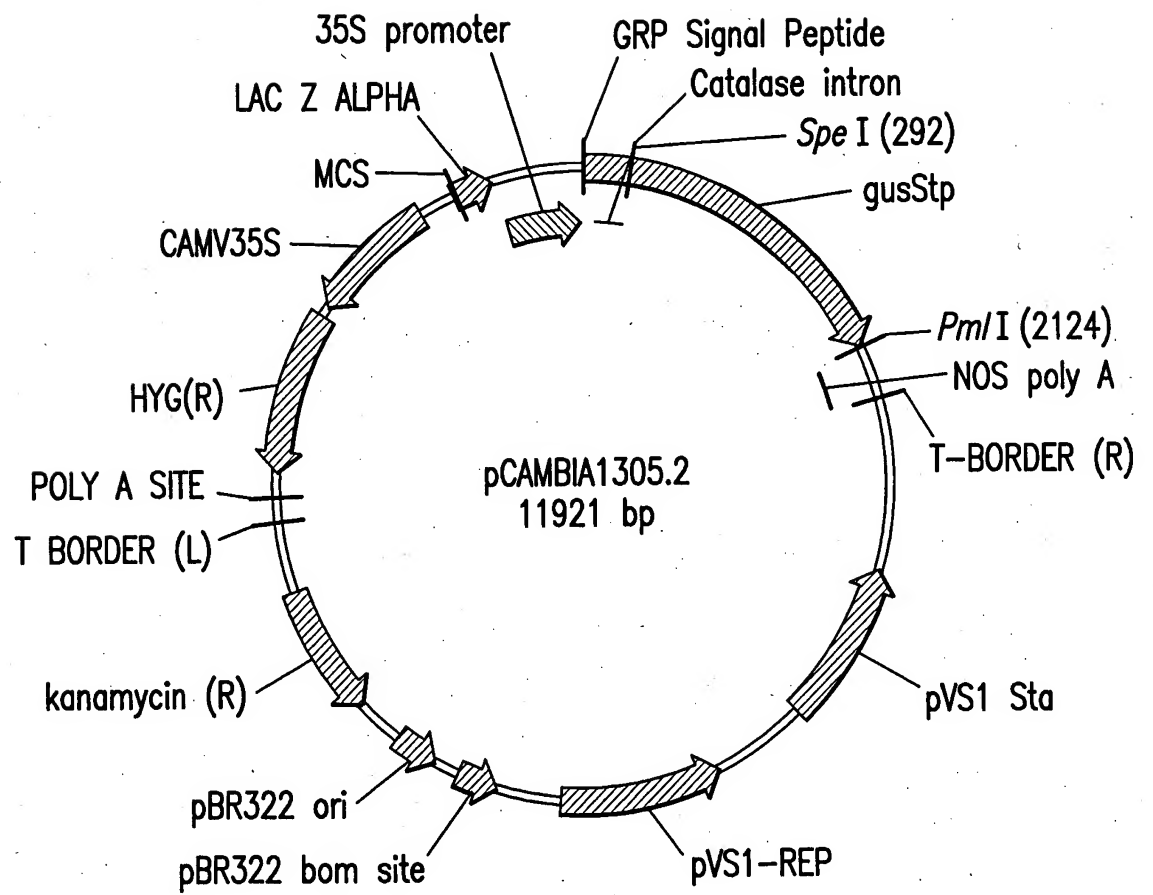 35S promoter
GRP Signal Peptide
LAC Z ALPHA
Catalase intron
Spe I (292)
MCS
gusStp
CAMV35S
PmlI (2124)
NOS poly A
HYG(R)
T-BORDER (R)
pCAMBIA1305.2
11921 bp
POLY A SITE
T BORDER (L)
kanamycin (R)
pVS1 Sta
pBR322 ori
pBR322 bom site
pVS1-REP